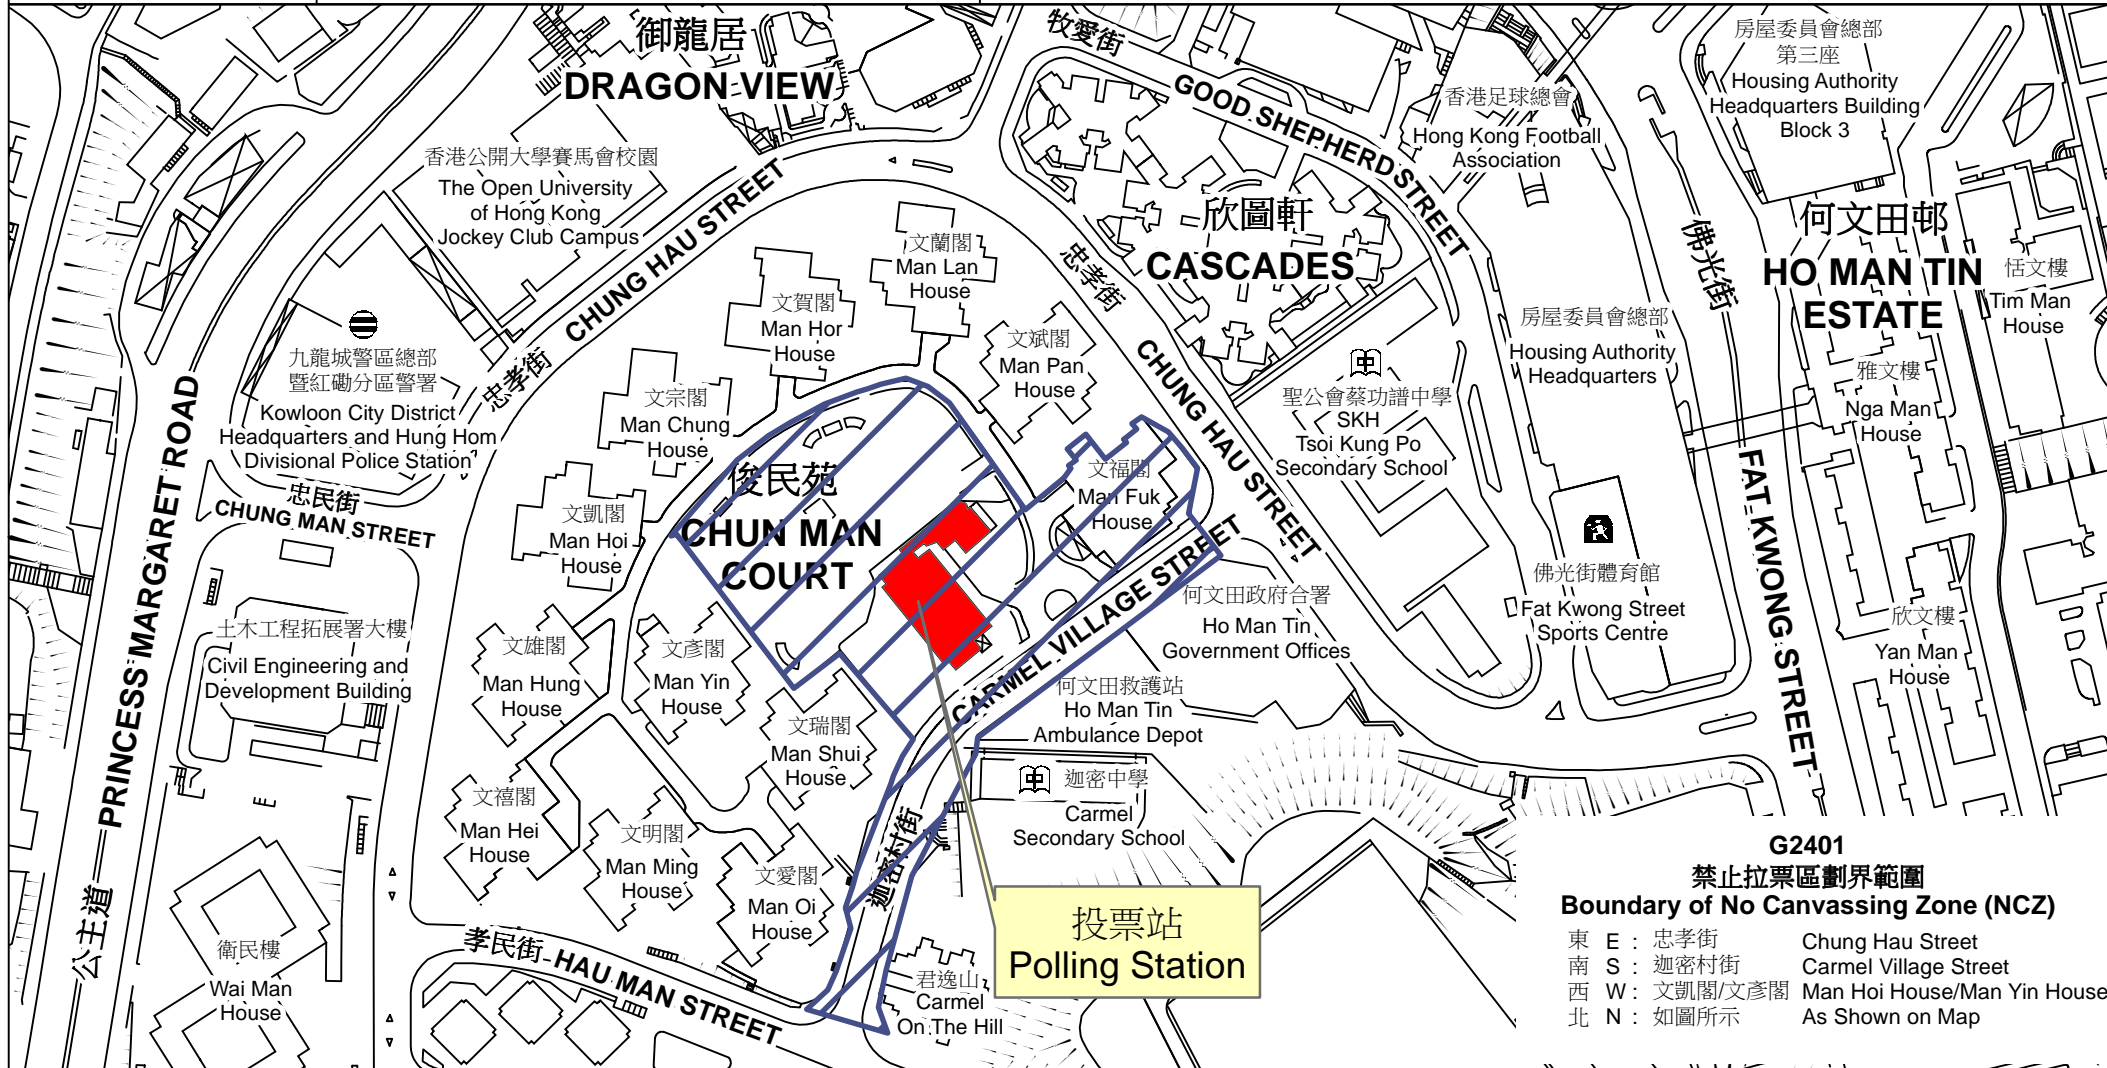 御龍居
DRAGON VIEW
牧愛街
GOOD SHEPHERD STREET
香港足球總會
Hong Kong Football
Association
房屋委員會總部
第三座
Housing Authority
Headquarters Building
Block 3
香港公開大學賽馬會校園
The Open University
of Hong Kong
Jockey Club Campus
CHUNG HAU STREET
忠孝街
文蘭閣
Man Lan
House
欣圖軒
CASCADES
忠孝街
CHUNG HAU STREET
佛光街
何文田邨
HO MAN TIN
ESTATE
恬文樓
Tim Man
House
文賀閣
Man Hor
House
文斌閣
Man Pan
House
九龍城警區總部
暨紅磡分區警署
Kowloon City District
Headquarters and Hung Hom
Divisional Police Station
文宗閣
Man Chung
House
中
聖公會蔡功譜中學
SKH
Tsoi Kung Po
Secondary School
房屋委員會總部
Housing Authority
Headquarters
雅文樓
Nga Man
House
PRINCESS MARGARET ROAD
公主道
忠民街
CHUNG MAN STREET
俊民苑
CHUN MAN
COURT
文福閣
Man Fuk
House
文凱閣
Man Hoi
House
FAT KWONG STREET
佛光街體育館
Fat Kwong Street
Sports Centre
CARMEL VILLAGE STREET
迦密村街
何文田政府合署
Ho Man Tin
Government Offices
欣文樓
Yan Man
House
土木工程拓展署大樓
Civil Engineering and
Development Building
文雄閣
Man Hung
House
文彥閣
Man Yin
House
文瑞閣
Man Shui
House
何文田救護站
Ho Man Tin
Ambulance Depot
中
迦密中學
Carmel
Secondary School
文禧閣
Man Hei
House
文明閣
Man Ming
House
文愛閣
Man Oi
House
衛民樓
Wai Man
House
孝民街
HAU MAN STREET
君逸山
Carmel
On The Hill
投票站
Polling Station
G2401
禁止拉票區劃界範圍
Boundary of No Canvassing Zone (NCZ)
東 E : 忠孝街 Chung Hau Street
南 S : 迦密村街 Carmel Village Street
西 W : 文凱閣/文彥閣 Man Hoi House/Man Yin House
北 N : 如圖所示 As Shown on Map